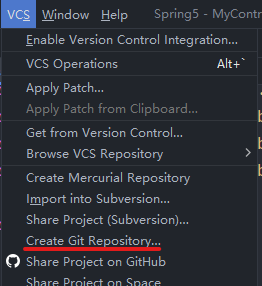 VCS Window Spring5 - MyContr
Enable Version Control Integration...
VCS Operations Alt+`
Apply Patch...
Apply Patch from Clipboard...
Get from Version Control...
Browse VCS Repository
Create Mercurial Repository
Import into Subversion...
Share Project (Subversion)...
Create Git Repository...
Share Project on GitHub
Share Project on Space